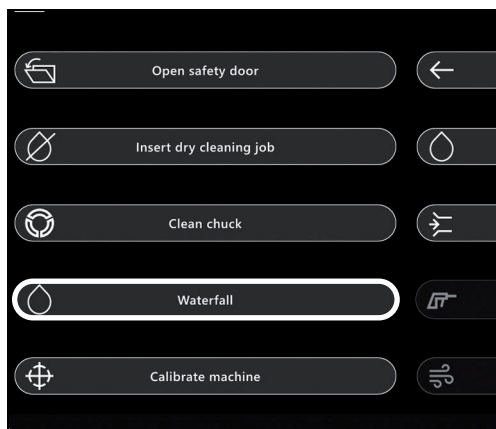 Open safety door
Insert dry cleaning job
Clean chuck
Waterfall
Calibrate machine